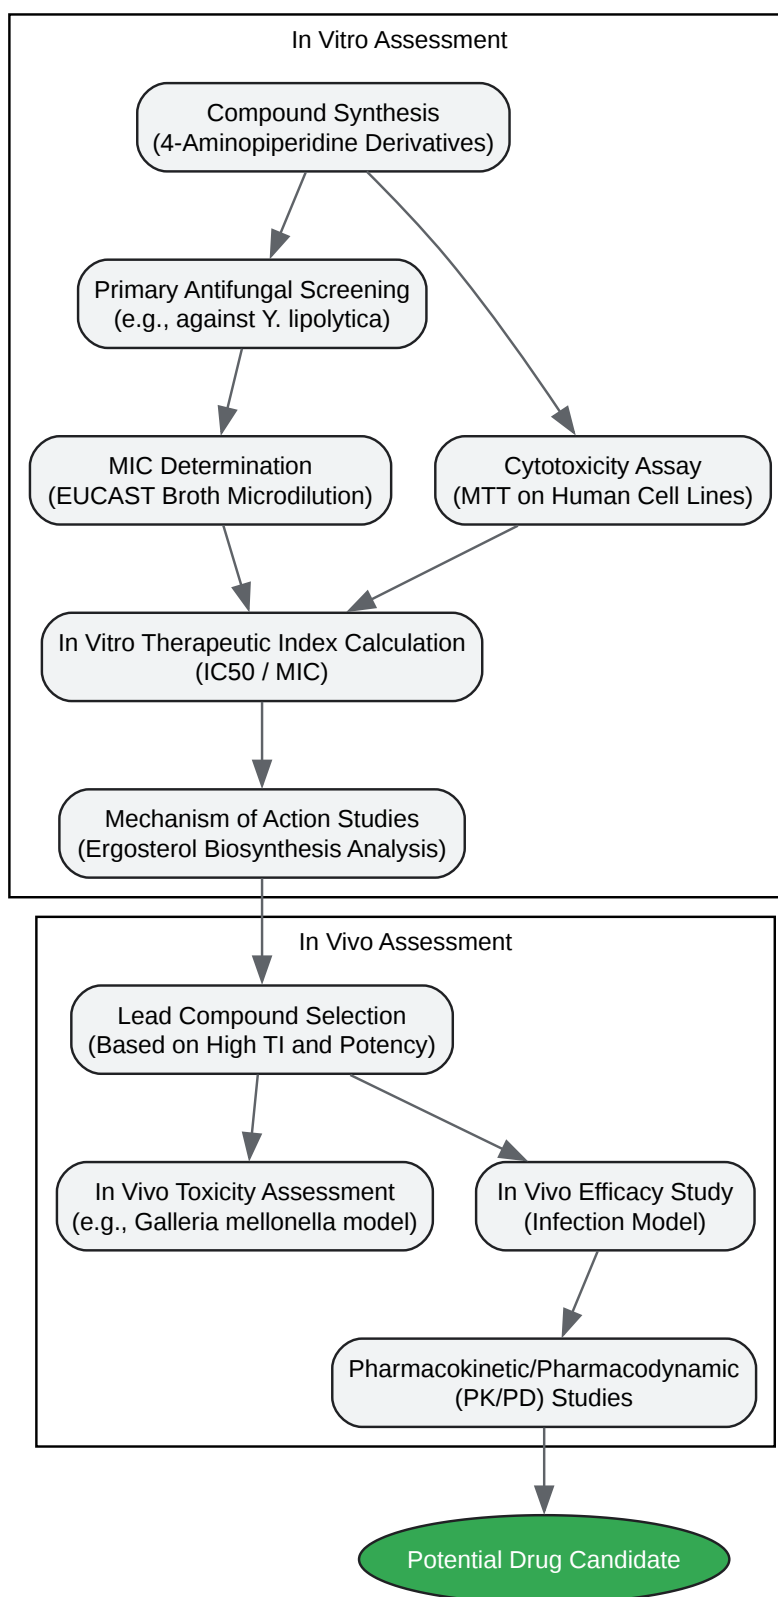 In Vitro Assessment
Compound Synthesis
(4-Aminopiperidine Derivatives)
Primary Antifungal Screening
(e.g., against Y. lipolytica)
MIC Determination
(EUCAST Broth Microdilution)
Cytotoxicity Assay
(MTT on Human Cell Lines)
In Vitro Therapeutic Index Calculation
(IC50 / MIC)
Mechanism of Action Studies
(Ergosterol Biosynthesis Analysis)
In Vivo Assessment
Lead Compound Selection
(Based on High TI and Potency)
In Vivo Toxicity Assessment
(e.g., Galleria mellonella model)
In Vivo Efficacy Study
(Infection Model)
Pharmacokinetic/Pharmacodynamic
(PK/PD) Studies
Potential Drug Candidate